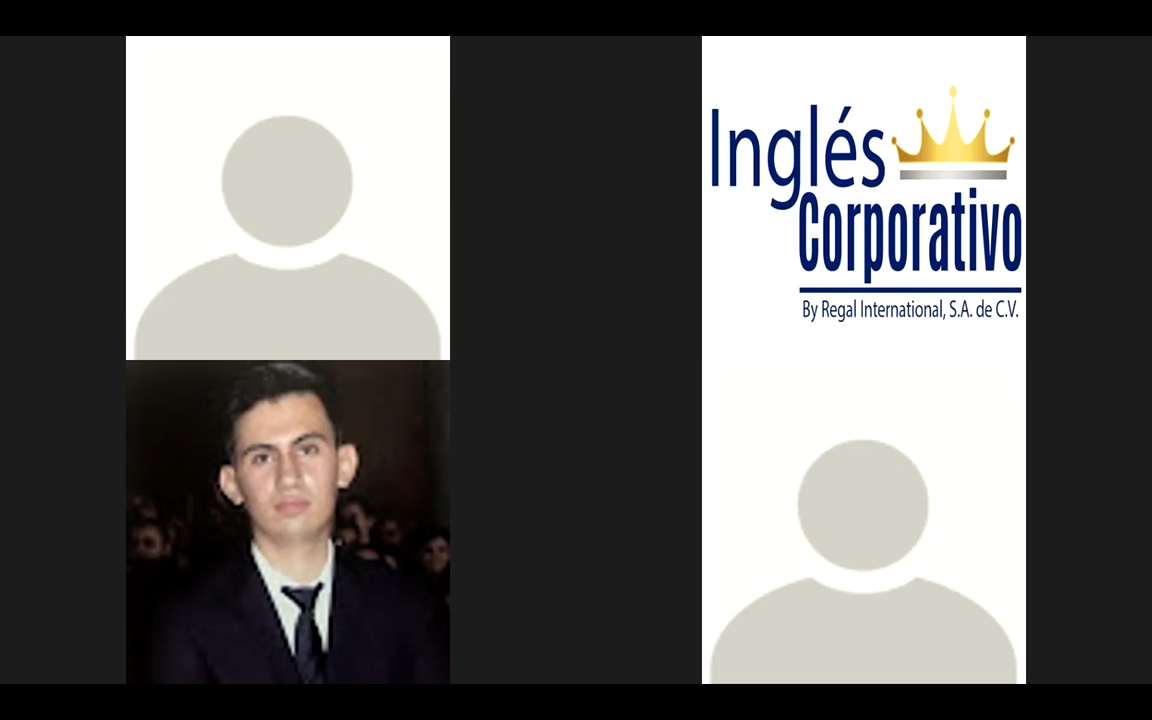 Inglés
Corporativo
By Regal International, S.A. de C.V.